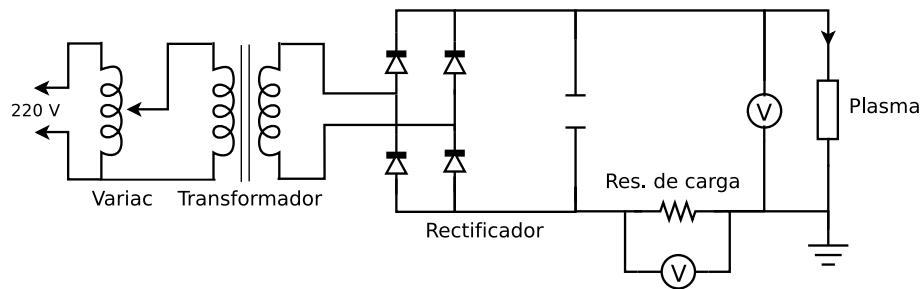 220 V
Variac
Transformador
Rectificador
Res. de carga
V
V
Plasma